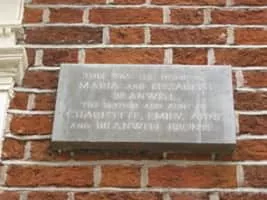 THIS WAS THE HOME OF
MARIA AND ELIZABETH
BRANWELL,
THE MOTHER AND AUNT OF
CHARLOTTE, EMILY, ANNE
AND BRANWELL BRONTE.